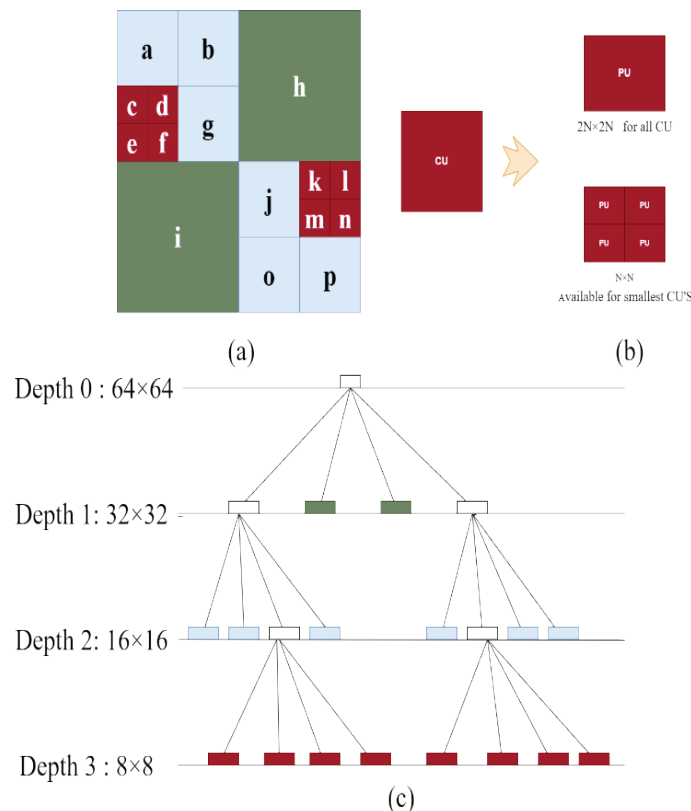 a b
h
c d
e f
g
i
j
k l
m n
o p
(a)
CU
PU
2N×2N for all CU
PU PU
PU PU
N×N
Available for smallest CU'S
(b)
Depth 0 : 64×64
Depth 1: 32×32
Depth 2: 16×16
Depth 3 : 8×8
(c)